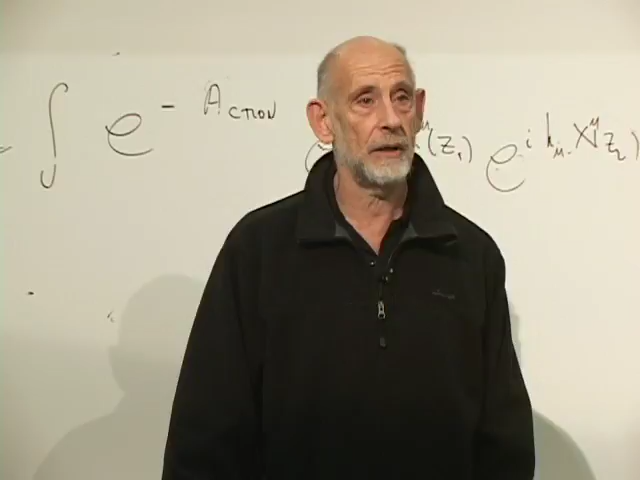 ∫ e^{- Action} (Z₁) e^{i k_μ X^μ Z₂)}